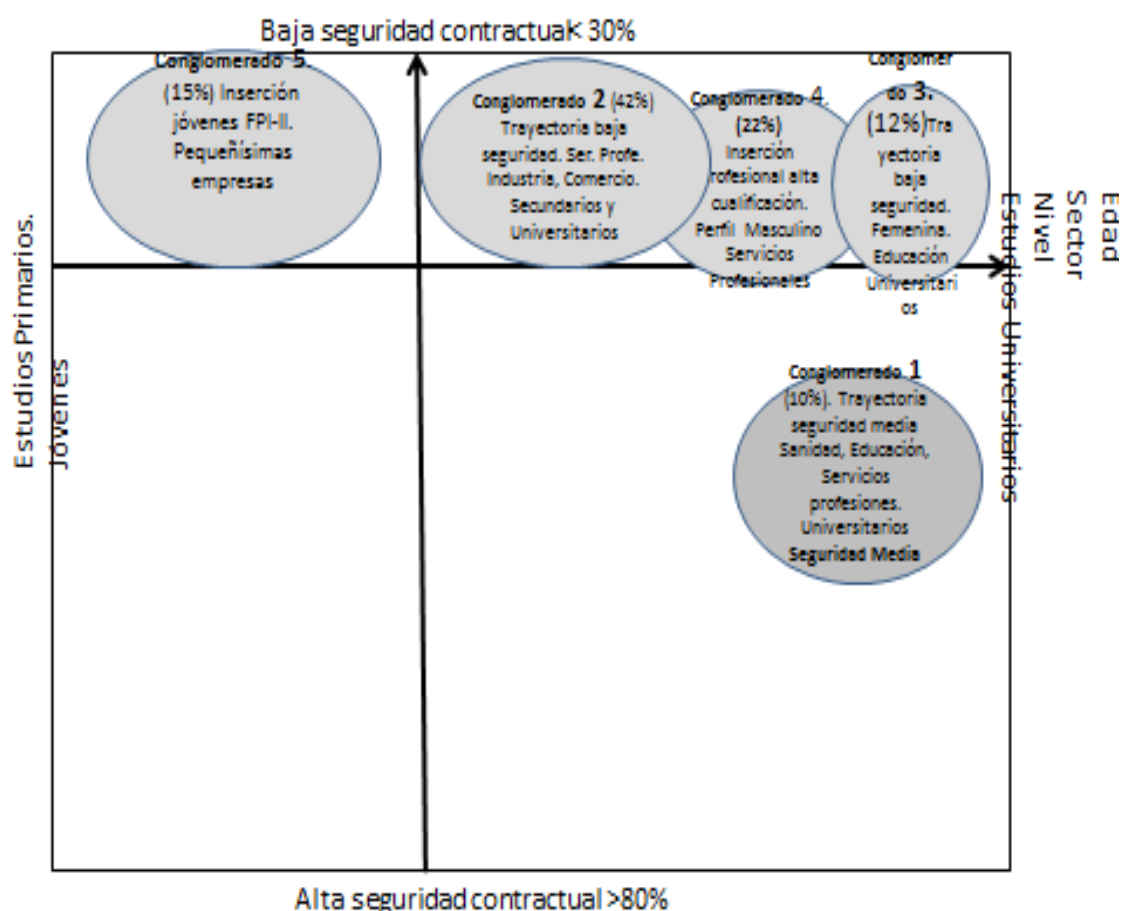 Baja seguridad contractual< 30%
Conglomerado 5.
(15%) Inserción
jóvenes FPI-II.
Pequeñísimas
empresas
Conglomerado 2 (42%)
Trayectoria baja
seguridad. Ser. Profe.
Industria, Comercio.
Secundarios y
Universitarios
Conglomerado 4.
(22%)
Inserción
rofesional alta
cualificación.
Perfil Masculino
Servicios
Profesionales
Conglomer
do 3.
(12%)Tra
yectoria
baja
seguridad.
Femenina.
Educación
Universitari
os
Edad
Sector
Nivel
Estudios Universitarios
Estudios Primarios.
Jóvenes
Conglomerado 1
(10%). Trayectoria
seguridad media
Sanidad, Educación,
Servicios
profesiones.
Universitarios
Seguridad Media
Alta seguridad contractual >80%